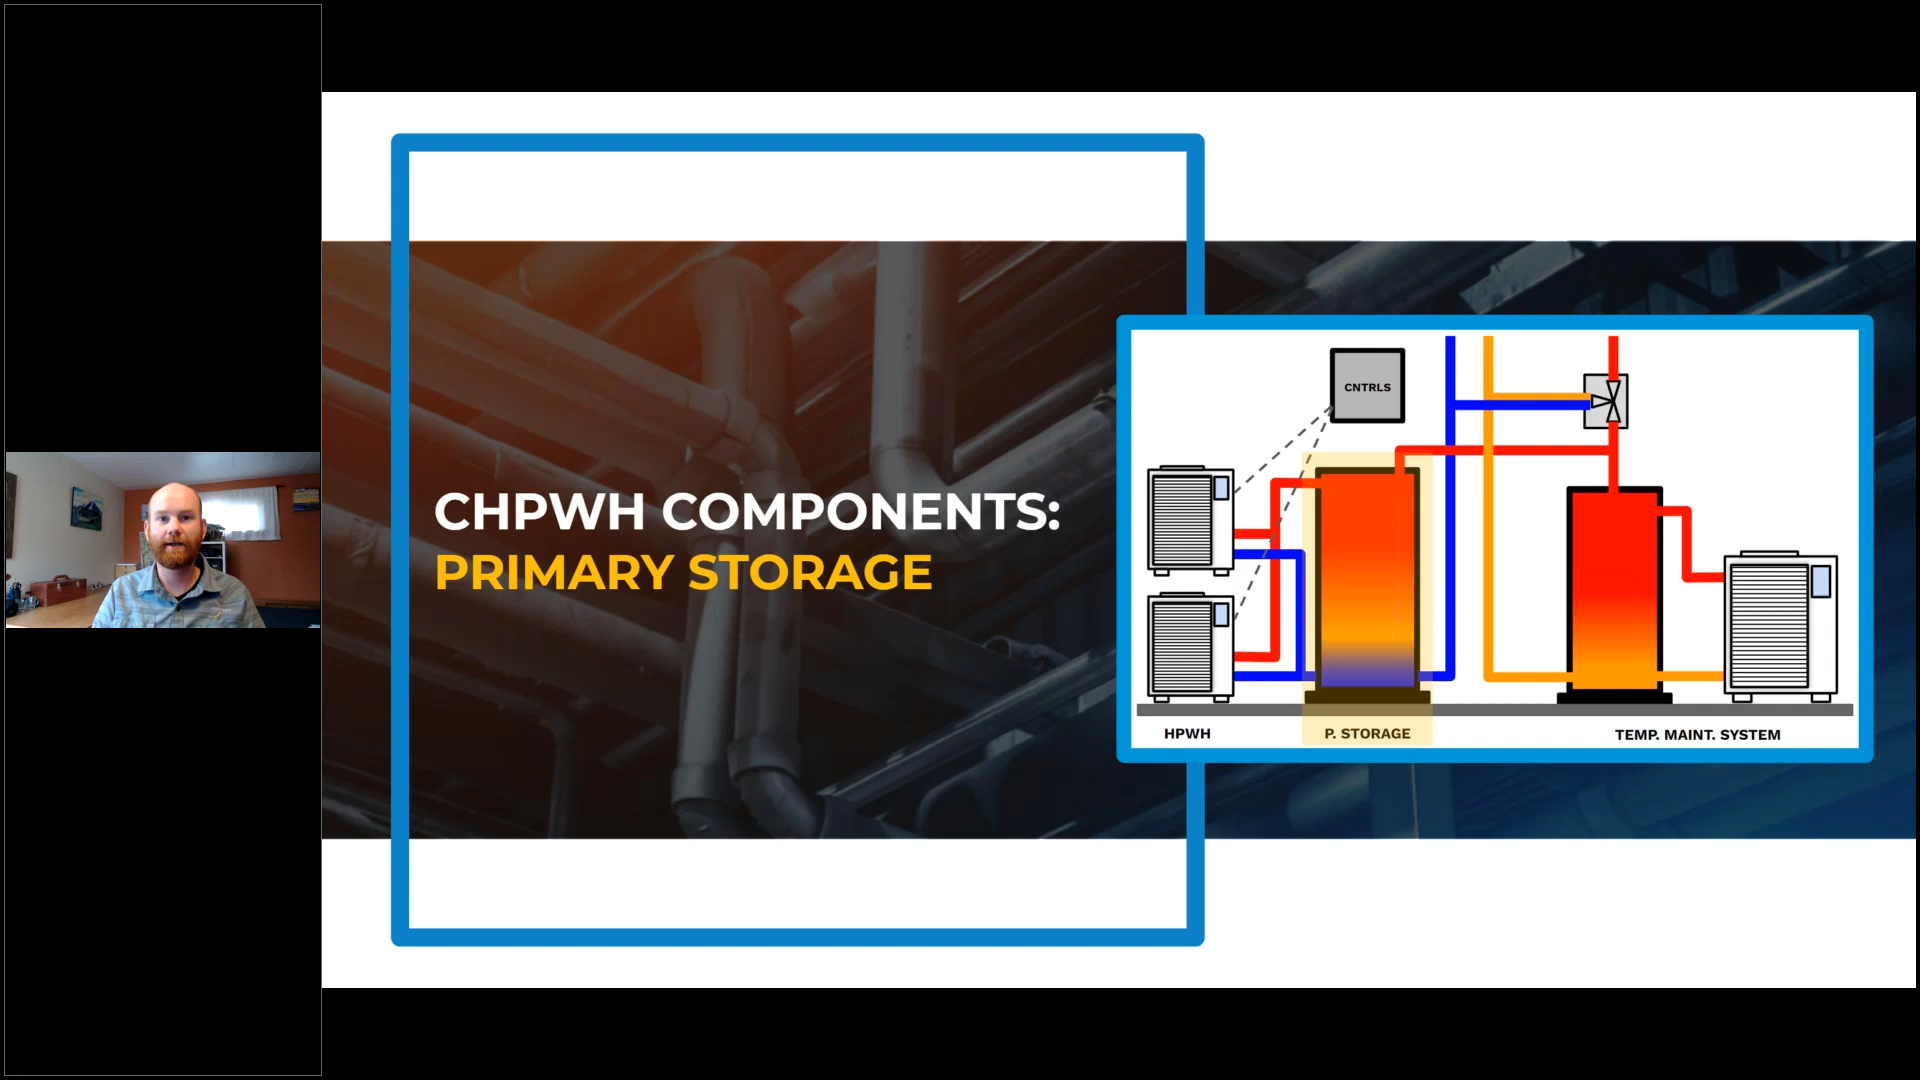 CHPWH COMPONENTS:
PRIMARY STORAGE
CNTRLS
HPWH
P. STORAGE
TEMP. MAINT. SYSTEM